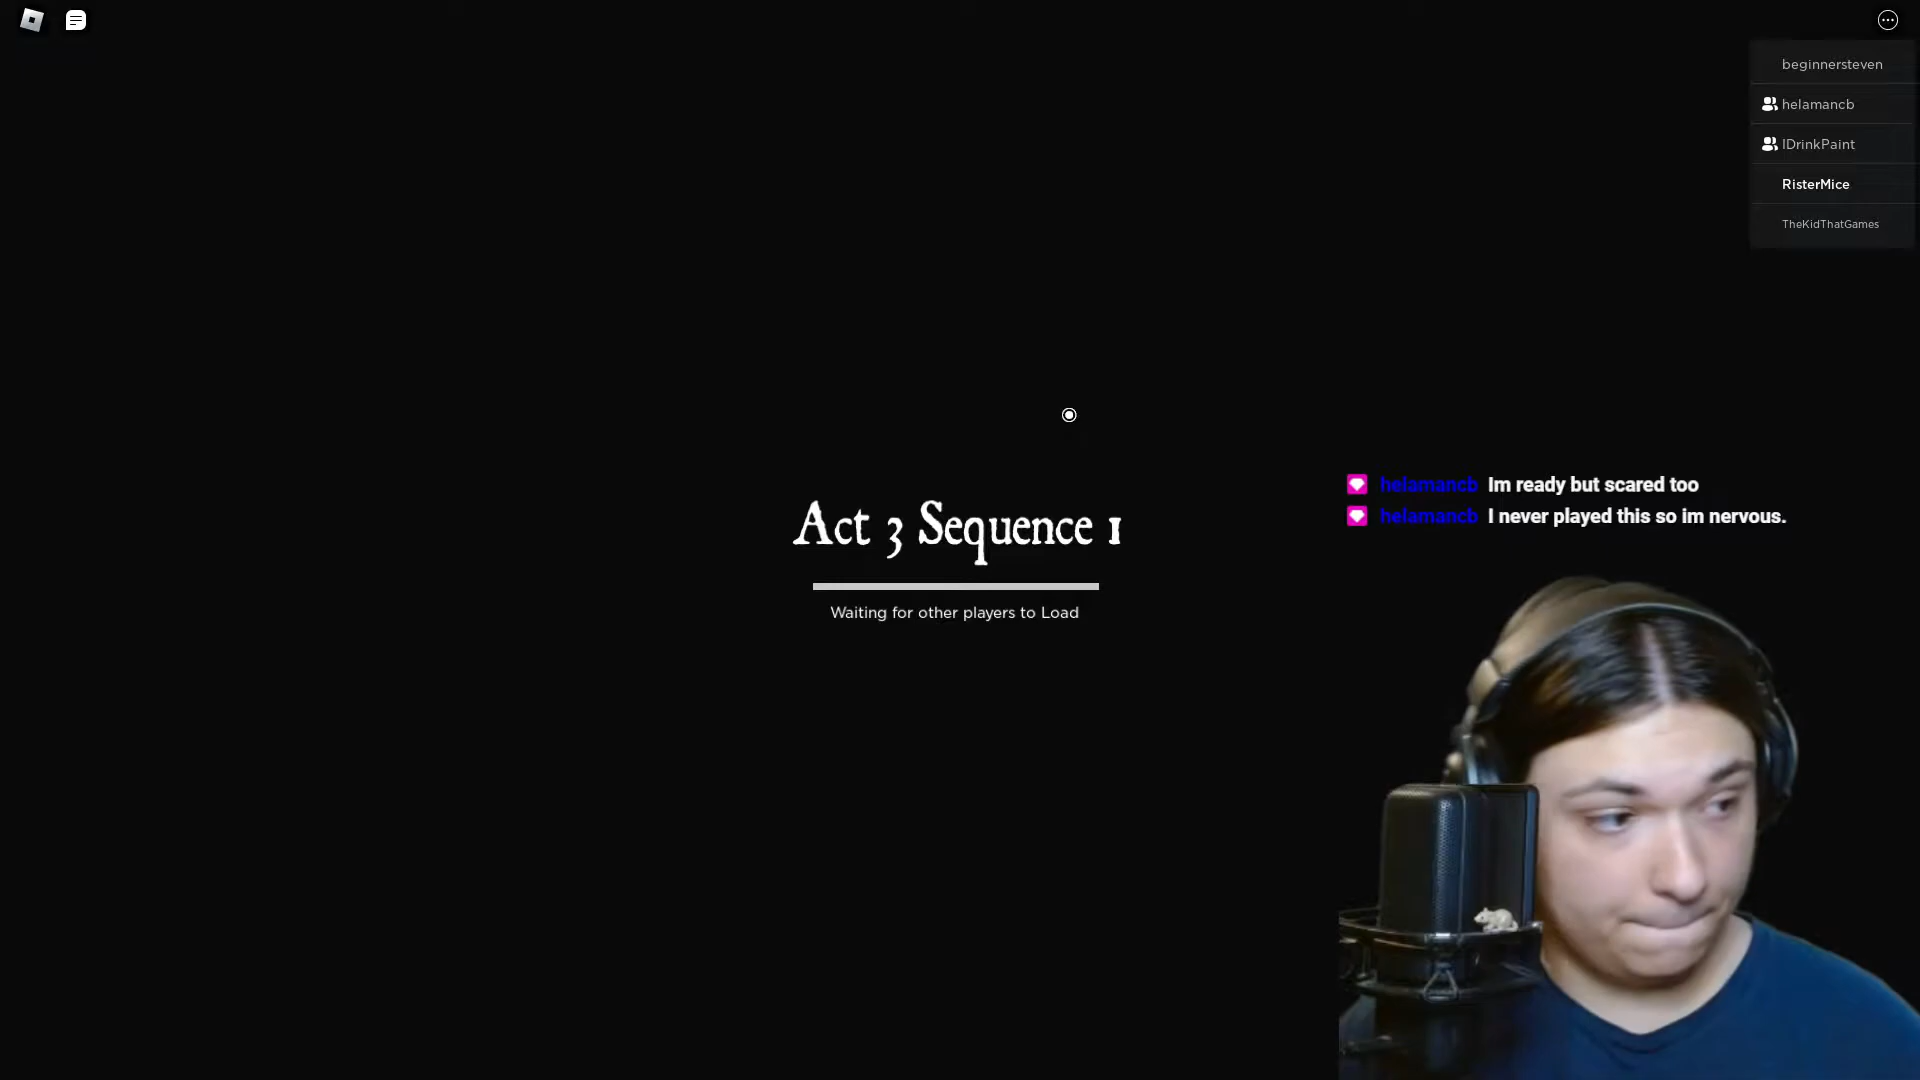 beginnersteven
helamancb
IDrinkPaint
RisterMice
TheKidThatGames
helamancb Im ready but scared too
helamancb I never played this so im nervous.
Act 3 Sequence 1
Waiting for other players to Load